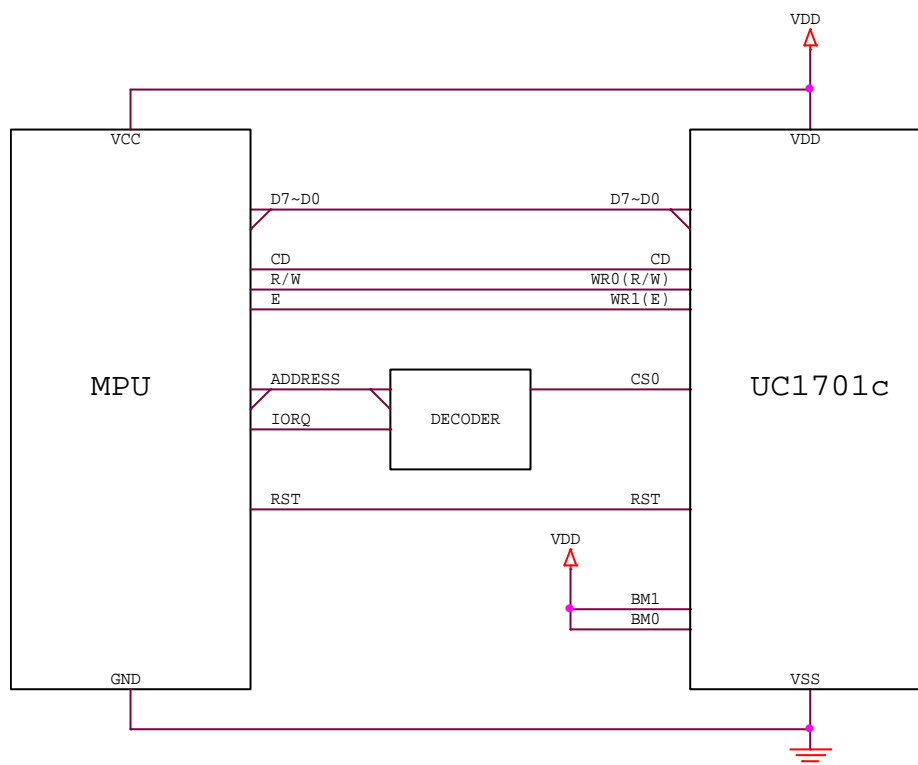 VDD
VCC
VDD
D7~D0
D7~D0
CD
CD
R/W
WR0(R/W)
E
WR1(E)
MPU
ADDRESS
CS0
UC1701c
IORQ
DECODER
RST
RST
VDD
BM1
BM0
GND
VSS